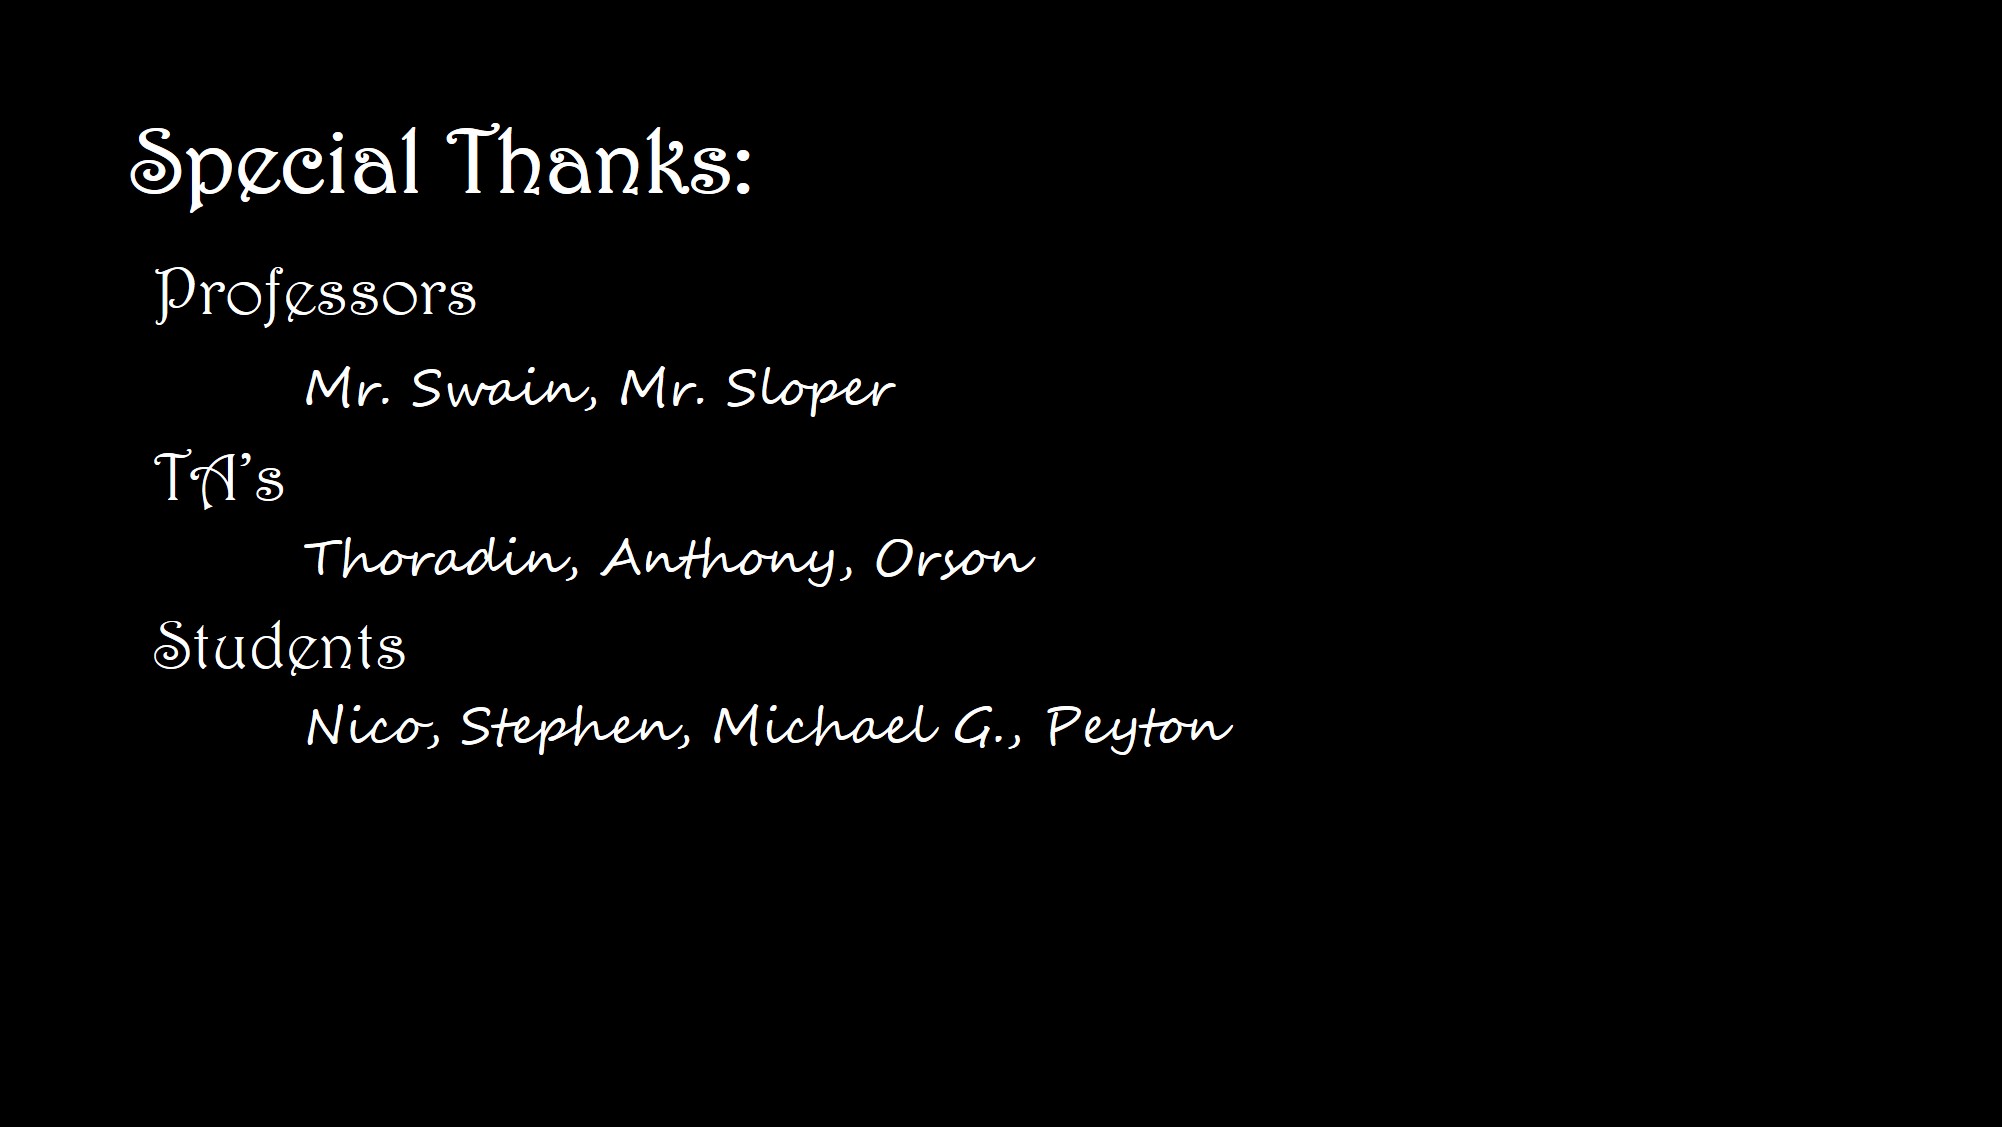 Special Thanks:
Professors
Mr. Swain, Mr. Sloper
TA’s
Thoradin, Anthony, Orson
Students
Nico, Stephen, Michael G., Peyton